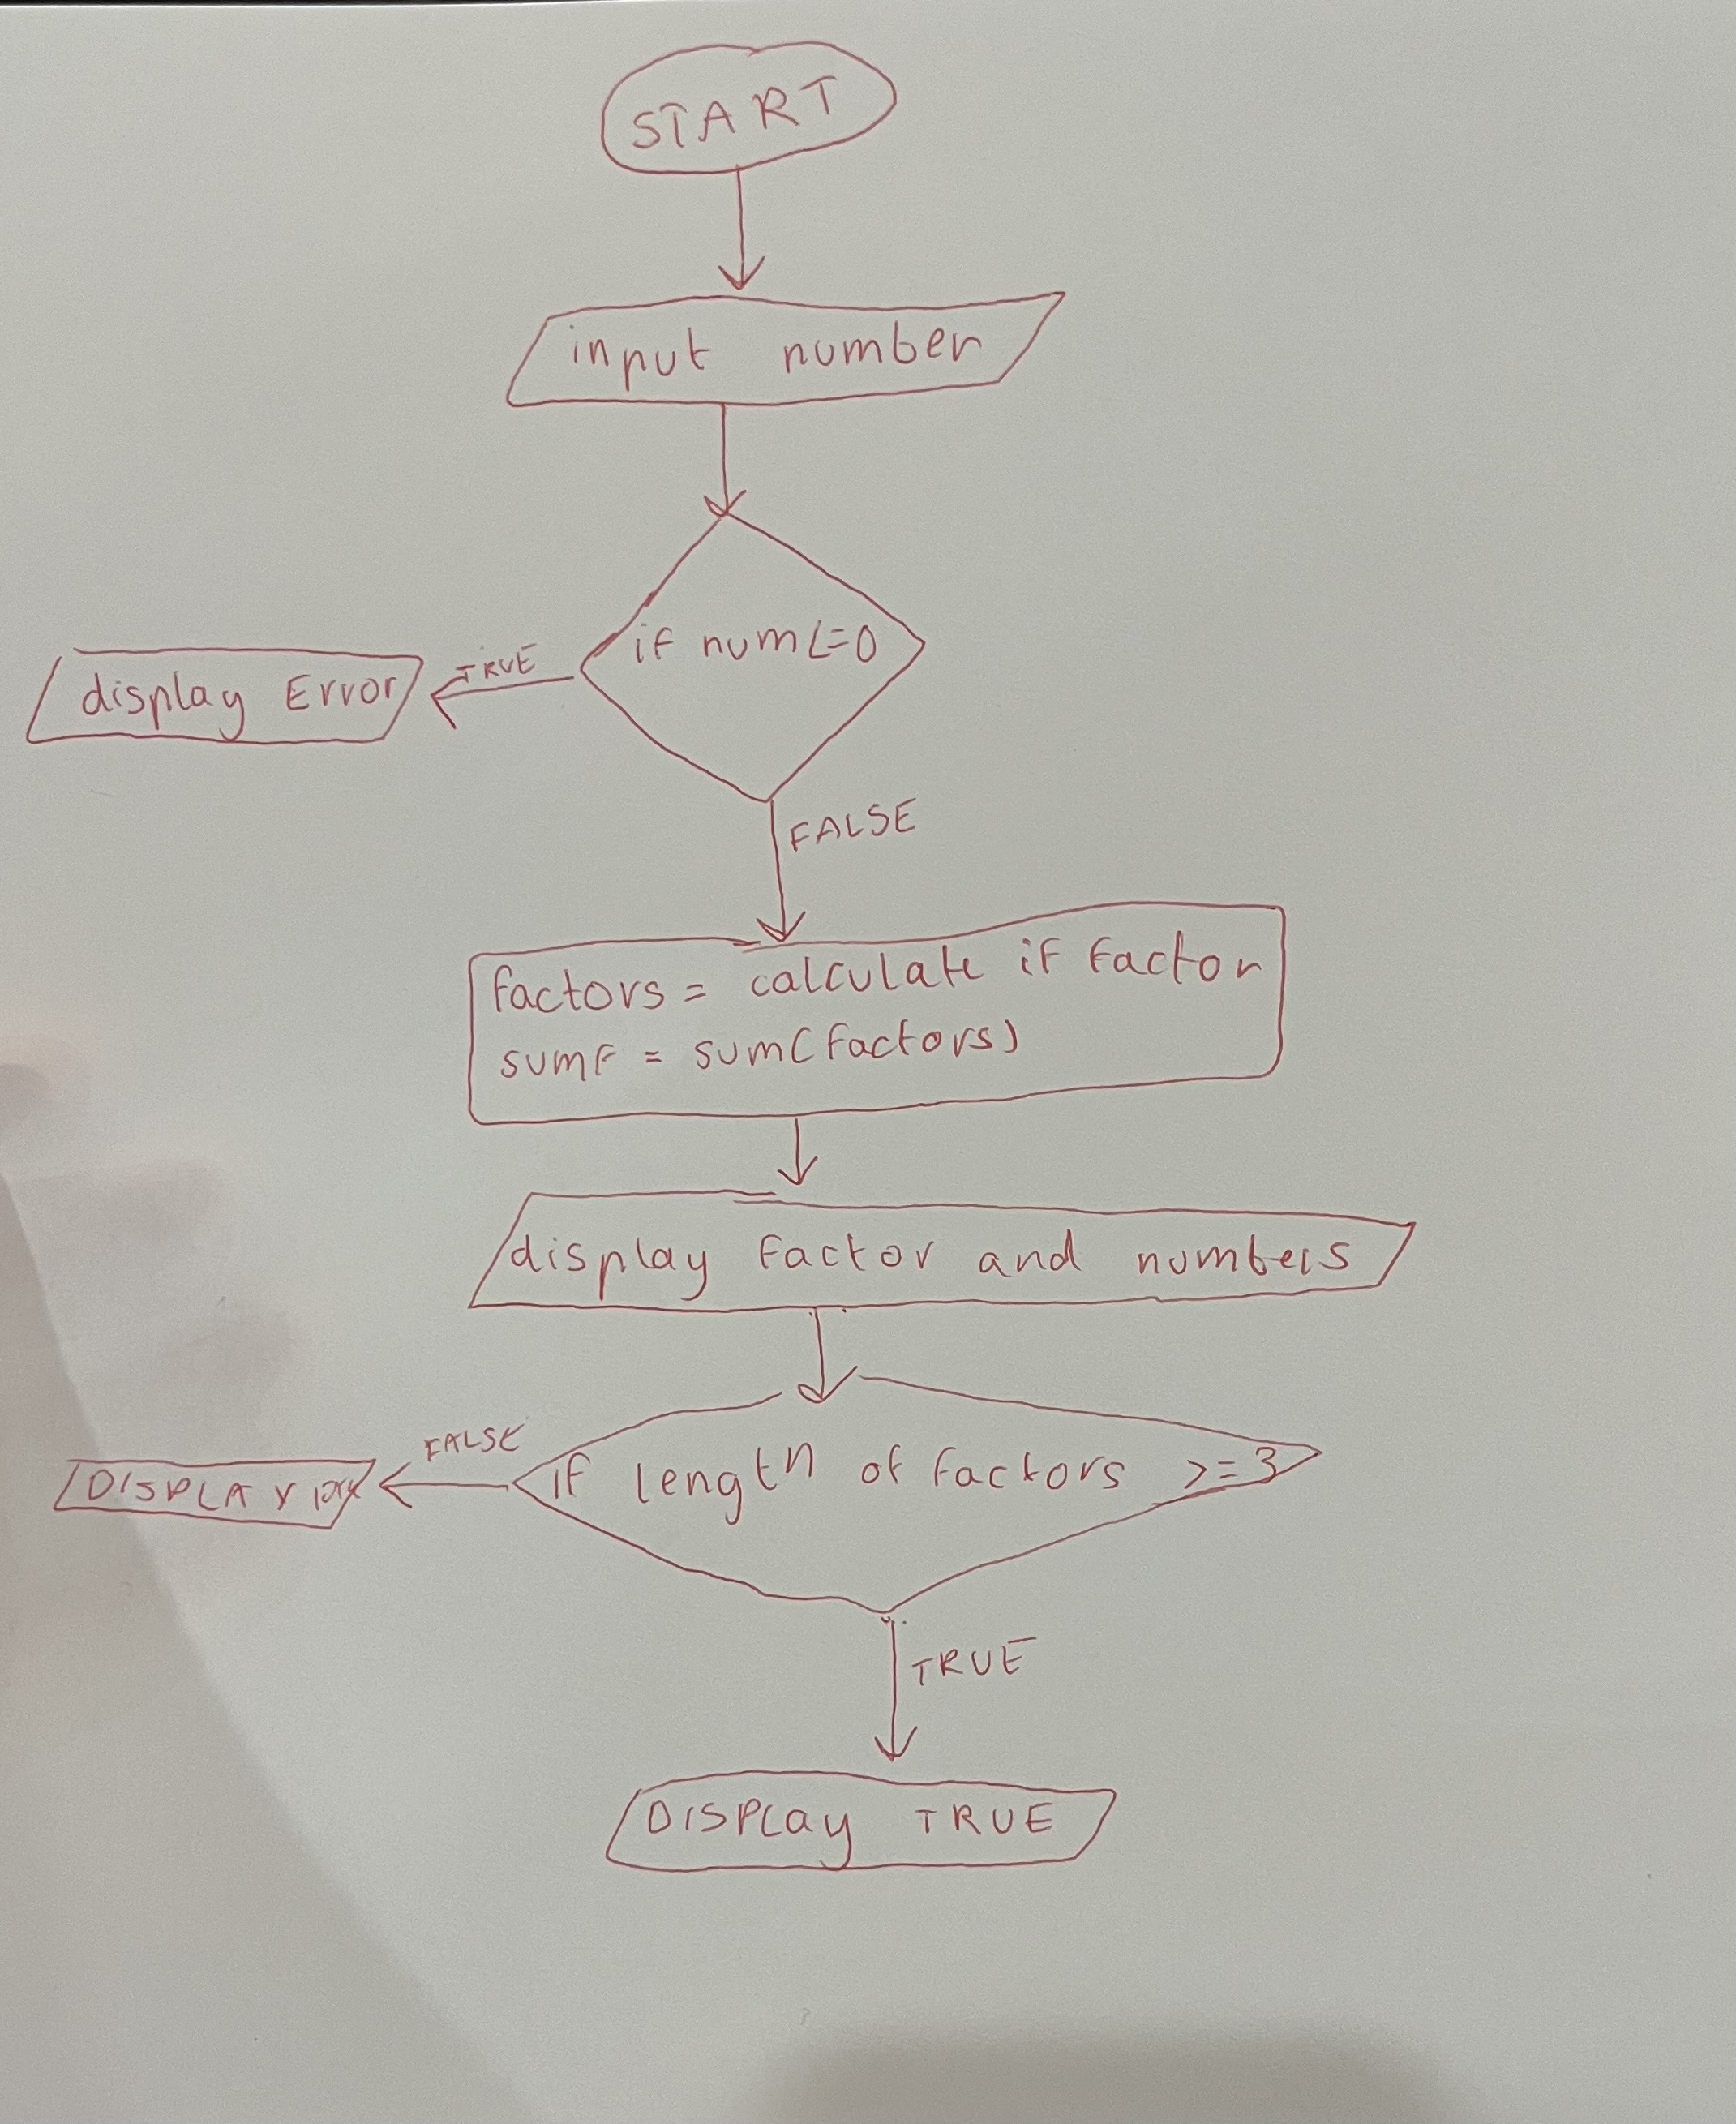 START
input number
if num <=0
TRUE
display Error
FALSE
factors = calculate if factor
sumF = sum(factors)
display factor and numbers
if length of factors >=3
FALSE
DISPLAY
TRUE
DISPLay TRUE